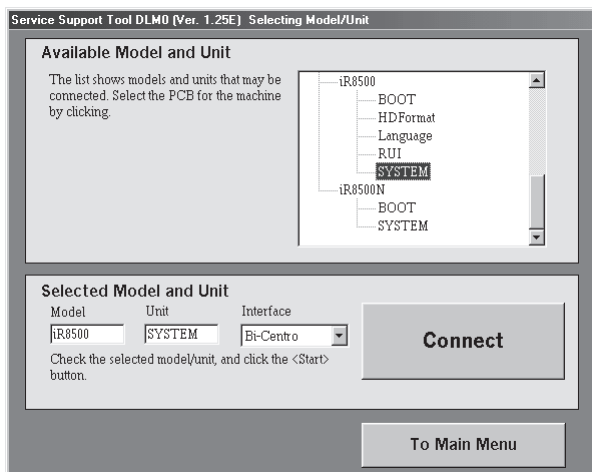 Service Support Tool DLM0 (Ver. 1.25E) Selecting Model/Unit
Available Model and Unit
The list shows models and units that may be
connected. Select the PCB for the machine
by clicking.
iR8500
BOOT
HDFormat
Language
RUI
SYSTEM
iR8500N
BOOT
SYSTEM
Selected Model and Unit
Model Unit Interface
iR8500 SYSTEM Bi-Centro
Check the selected model/unit, and click the <Start>
button.
Connect
To Main Menu